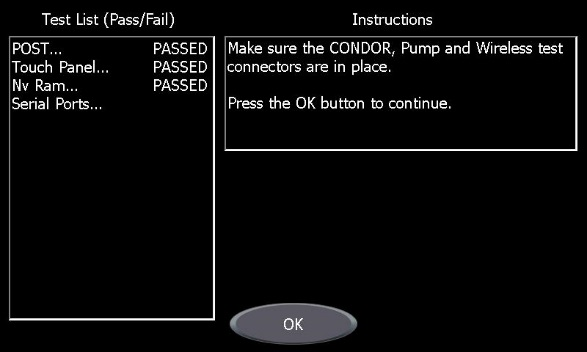 Test List (Pass/Fail)
POST... PASSED
Touch Panel... PASSED
Nv Ram... PASSED
Serial Ports...
Instructions
Make sure the CONDOR, Pump and Wireless test
connectors are in place.
Press the OK button to continue.
OK